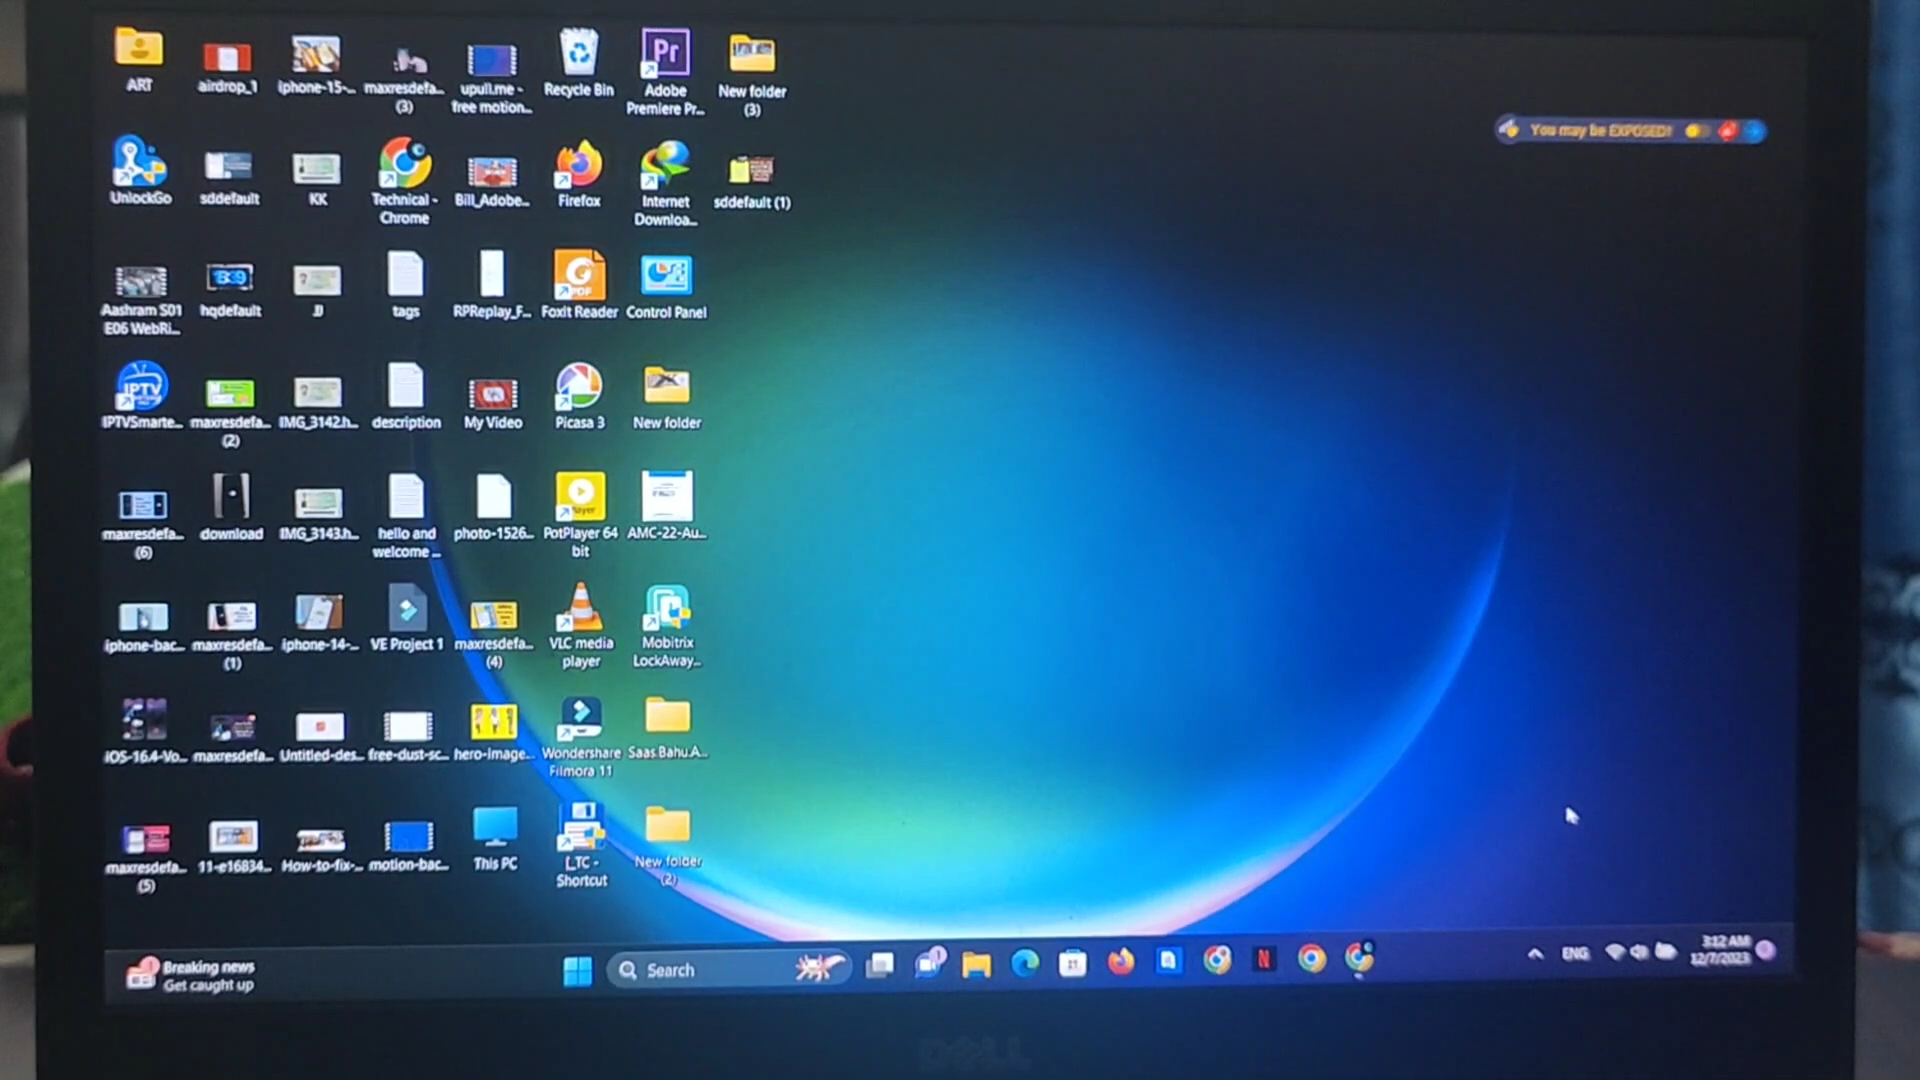 ART
airdrop_1
iphone-15-...
maxresdefa...
(3)
upull.me -
free motion...
Recycle Bin
Pr
Adobe
Premiere Pr...
New folder
(3)
You may be EXPOSED!
UnlockGo
sddefault
KK
Technical -
Chrome
Bill_Adobe...
Firefox
Internet
Downloa...
sddefault (1)
Aashram S01
E06 WebRi...
hqdefault
JJ
tags
RPReplay_F...
PDF
Foxit Reader
Control Panel
IPTV
IPTVSmarte...
maxresdefa...
(2)
IMG_3142.h...
description
My Video
Picasa 3
New folder
maxresdefa...
(6)
download
IMG_3143.h...
hello and
welcome ...
photo-1526...
PotPlayer 64
bit
AMC-22-Au...
iphone-bac...
maxresdefa...
(1)
iphone-14-...
VE Project 1
maxresdefa...
(4)
VLC media
player
Mobitrix
LockAway...
iOS-16.4-Vo...
maxresdefa...
Untitled-des...
free-dust-sc...
hero-image...
Wondershare
Filmora 11
Saas.Bahu.A...
maxresdefa...
(5)
11-e16834...
How-to-fix-...
motion-bac...
This PC
[_TC -
Shortcut
New folder
(2)
Breaking news
Get caught up
Search
N
ENG
3:12 AM
12/7/2023
DELL